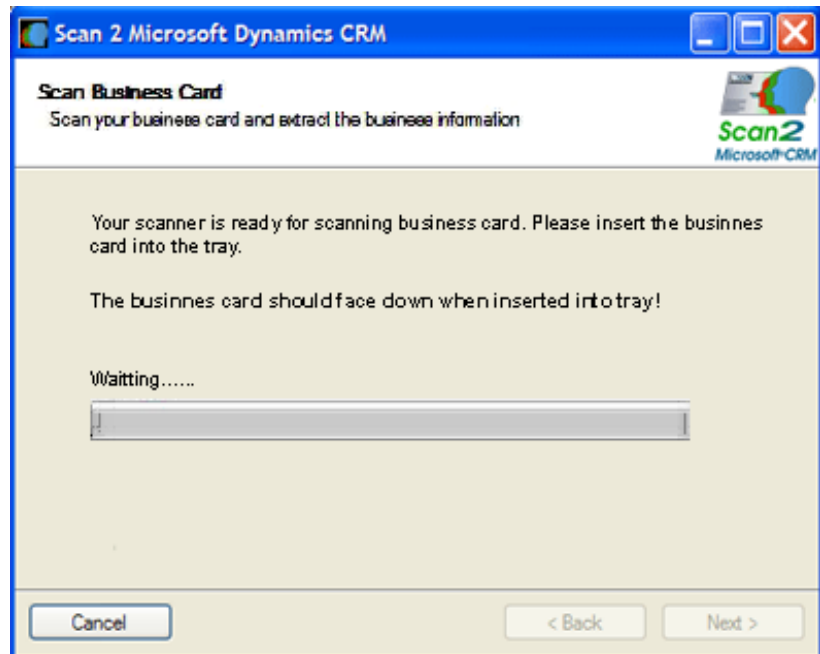 Scan 2 Microsoft Dynamics CRM
Scan Business Card
Scan your business card and extract the business information
Scan2
Microsoft CRM
Your scanner is ready for scanning business card. Please insert the businnes
card into the tray.
The businnes card should face down when inserted into tray!
Waitting......
Cancel
< Back
Next >